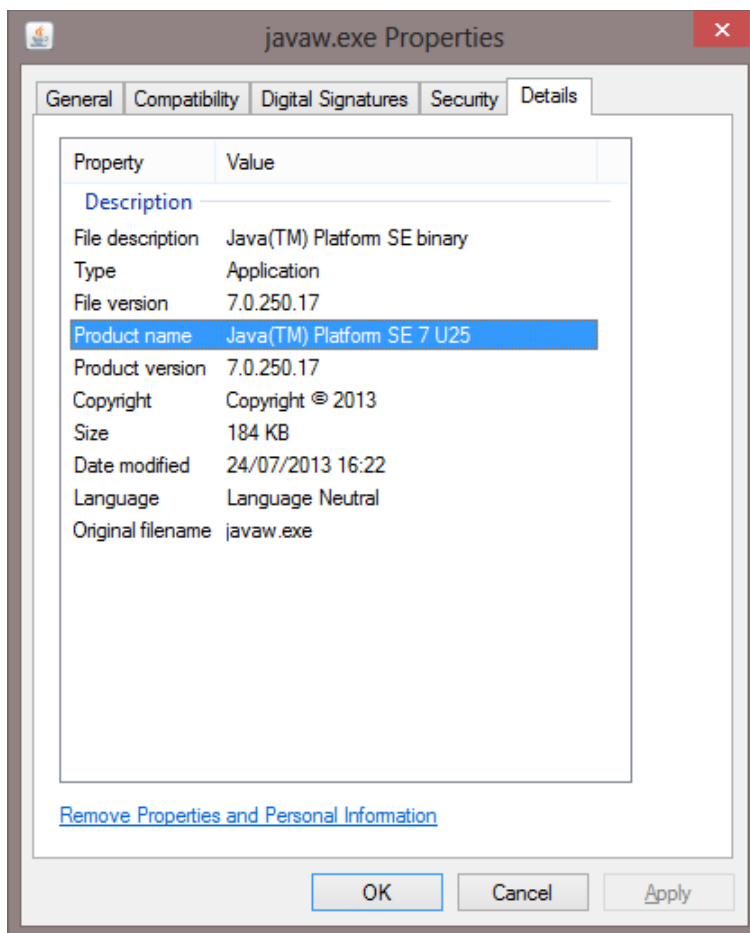 javaw.exe Properties
General Compatibility Digital Signatures Security Details
Property Value
Description
File description Java(TM) Platform SE binary
Type Application
File version 7.0.250.17
Product name Java(TM) Platform SE 7 U25
Product version 7.0.250.17
Copyright Copyright © 2013
Size 184 KB
Date modified 24/07/2013 16:22
Language Language Neutral
Original filename javaw.exe
Remove Properties and Personal Information
OK Cancel Apply